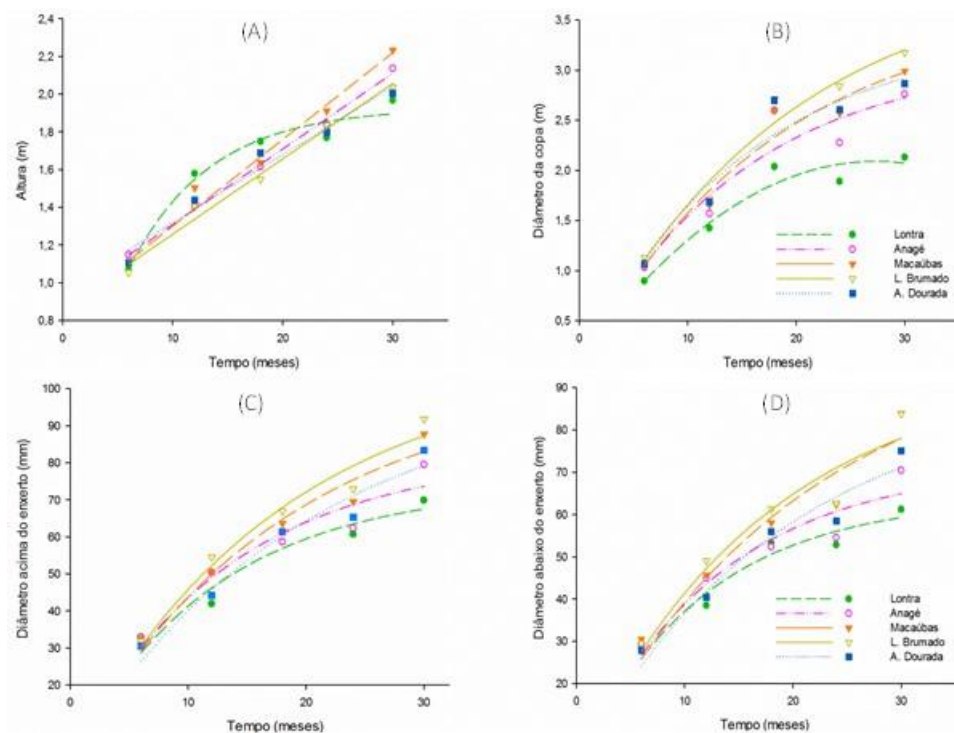 (A)
2,4
2,2
2,0
1,8
1,6
1,4
1,2
1,0
0,8
Altura (m)
0
10
20
30
Tempo (meses)
(B)
3,5
3,0
2,5
2,0
1,5
1,0
0,5
Diâmetro da copa (m)
Lontra
Anagé
Macaúbas
L. Brumado
A. Dourada
0
10
20
30
Tempo (meses)
(C)
100
90
80
70
60
50
40
30
20
Diâmetro acima do enxerto (mm)
0
10
20
30
Tempo (meses)
(D)
90
80
70
60
50
40
30
20
Diâmetro abaixo do enxerto (mm)
Lontra
Anagé
Macaúbas
L. Brumado
A. Dourada
0
10
20
30
Tempo (meses)